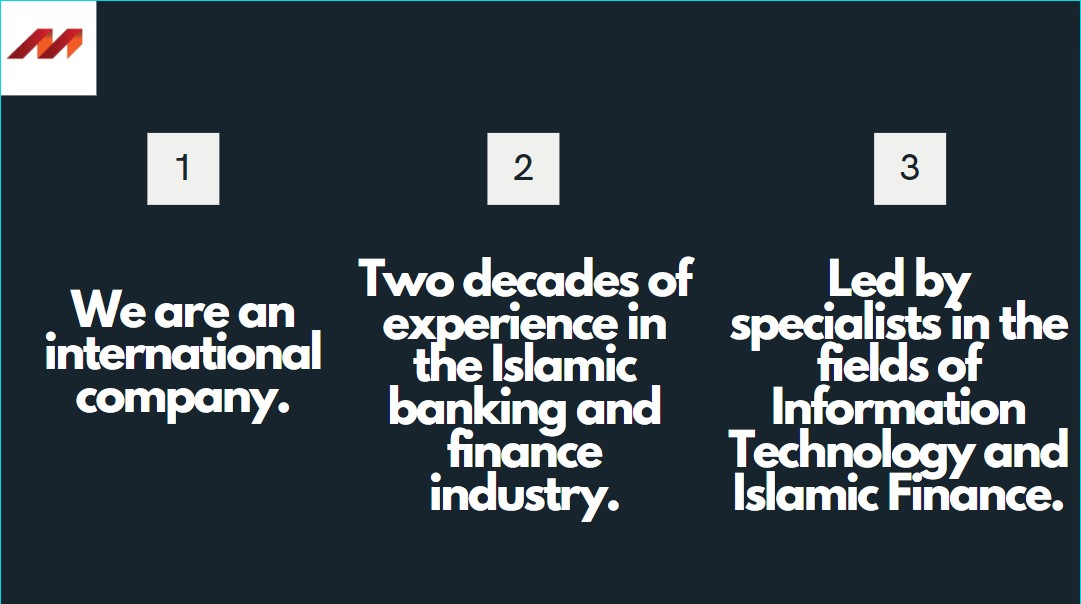 1
We are an
international
company.
2
Two decades of
experience in
the Islamic
banking and
finance
industry.
3
Led by
specialists in the
fields of
Information
Technology and
Islamic Finance.